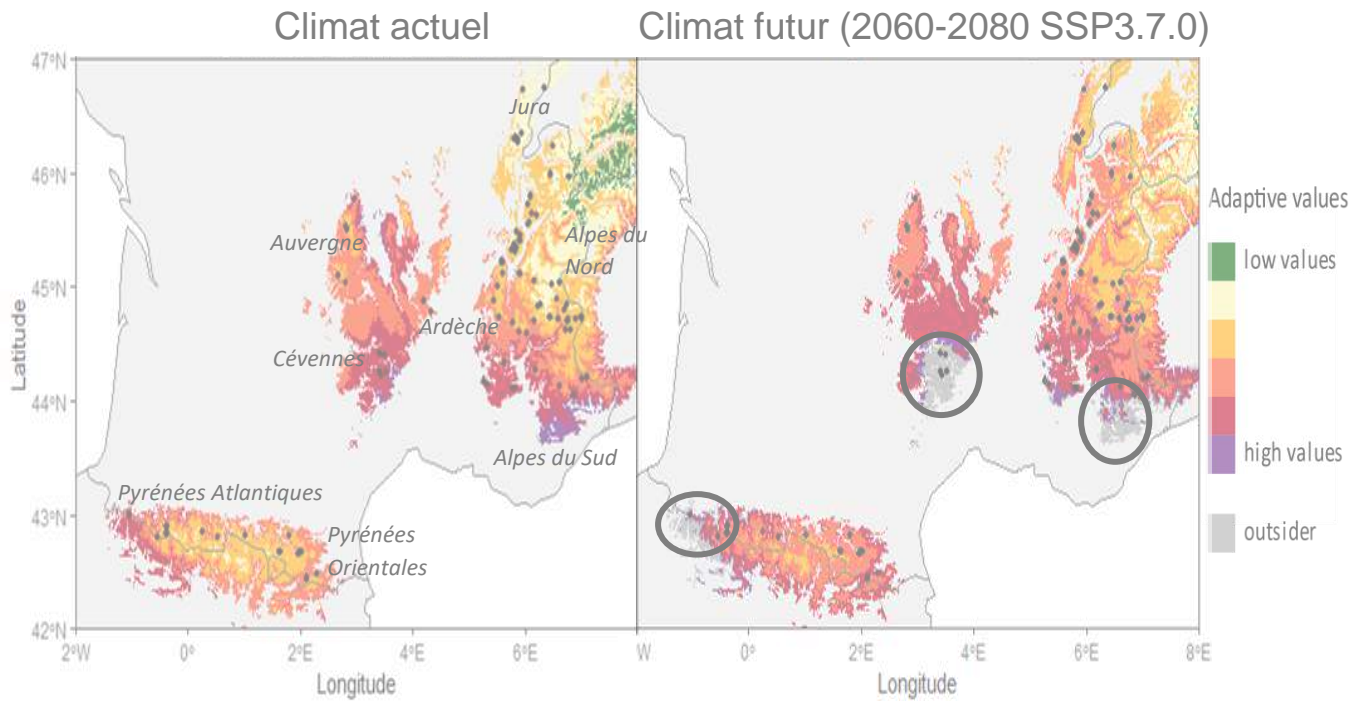 Climat actuel
Climat futur (2060-2080 SSP3.7.0)
47°N
46°N
45°N
44°N
43°N
42°N
Latitude
Jura
Auvergne
Alpes du
Nord
Ardèche
Cévennes
Alpes du Sud
Pyrénées Atlantiques
Pyrénées
Orientales
2°W
0°
2°E
4°E
6°E
Longitude
W
0°
2°E
4°E
6°E
8°E
Longitude
Adaptive values
low values
high values
outsider